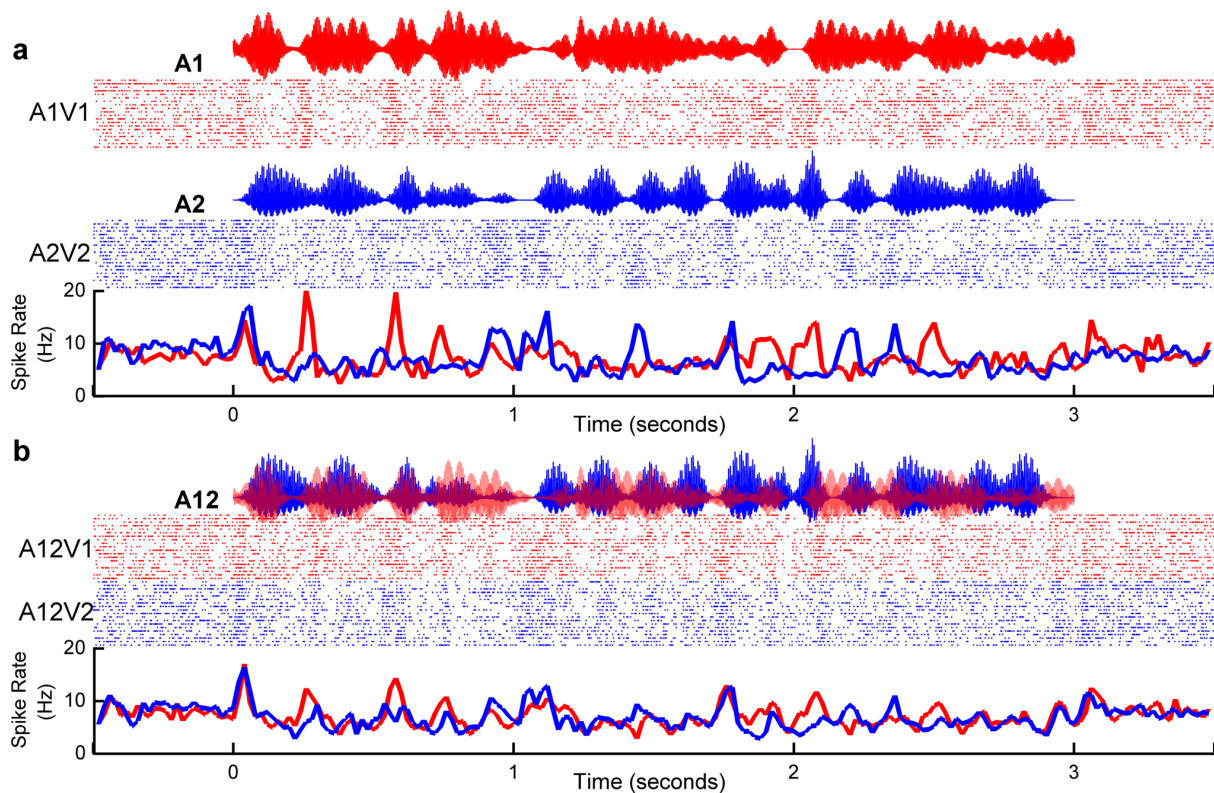 a
A1
A1V1
A2
A2V2
Spike Rate
(Hz)
20
10
0
0 1 2 3
Time (seconds)
b
A12
A12V1
A12V2
Spike Rate
(Hz)
20
10
0
0 1 2 3
Time (seconds)